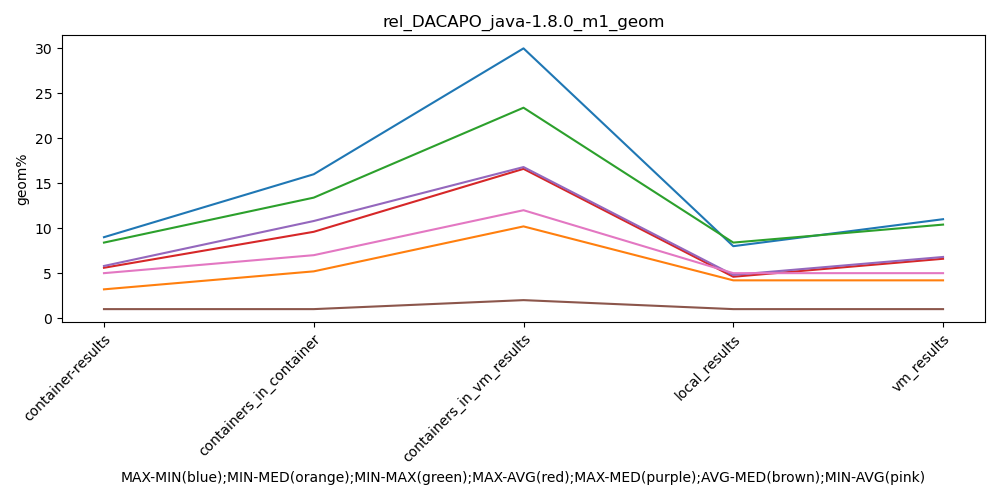 rel_DACAPO_java-1.8.0_m1_geom
geom%
30
25
20
15
10
5
0
container-results
containers_in_container
containers_in_vm_results
local_results
vm_results
MAX-MIN(blue);MIN-MED(orange);MIN-MAX(green);MAX-AVG(red);MAX-MED(purple);AVG-MED(brown);MIN-AVG(pink)